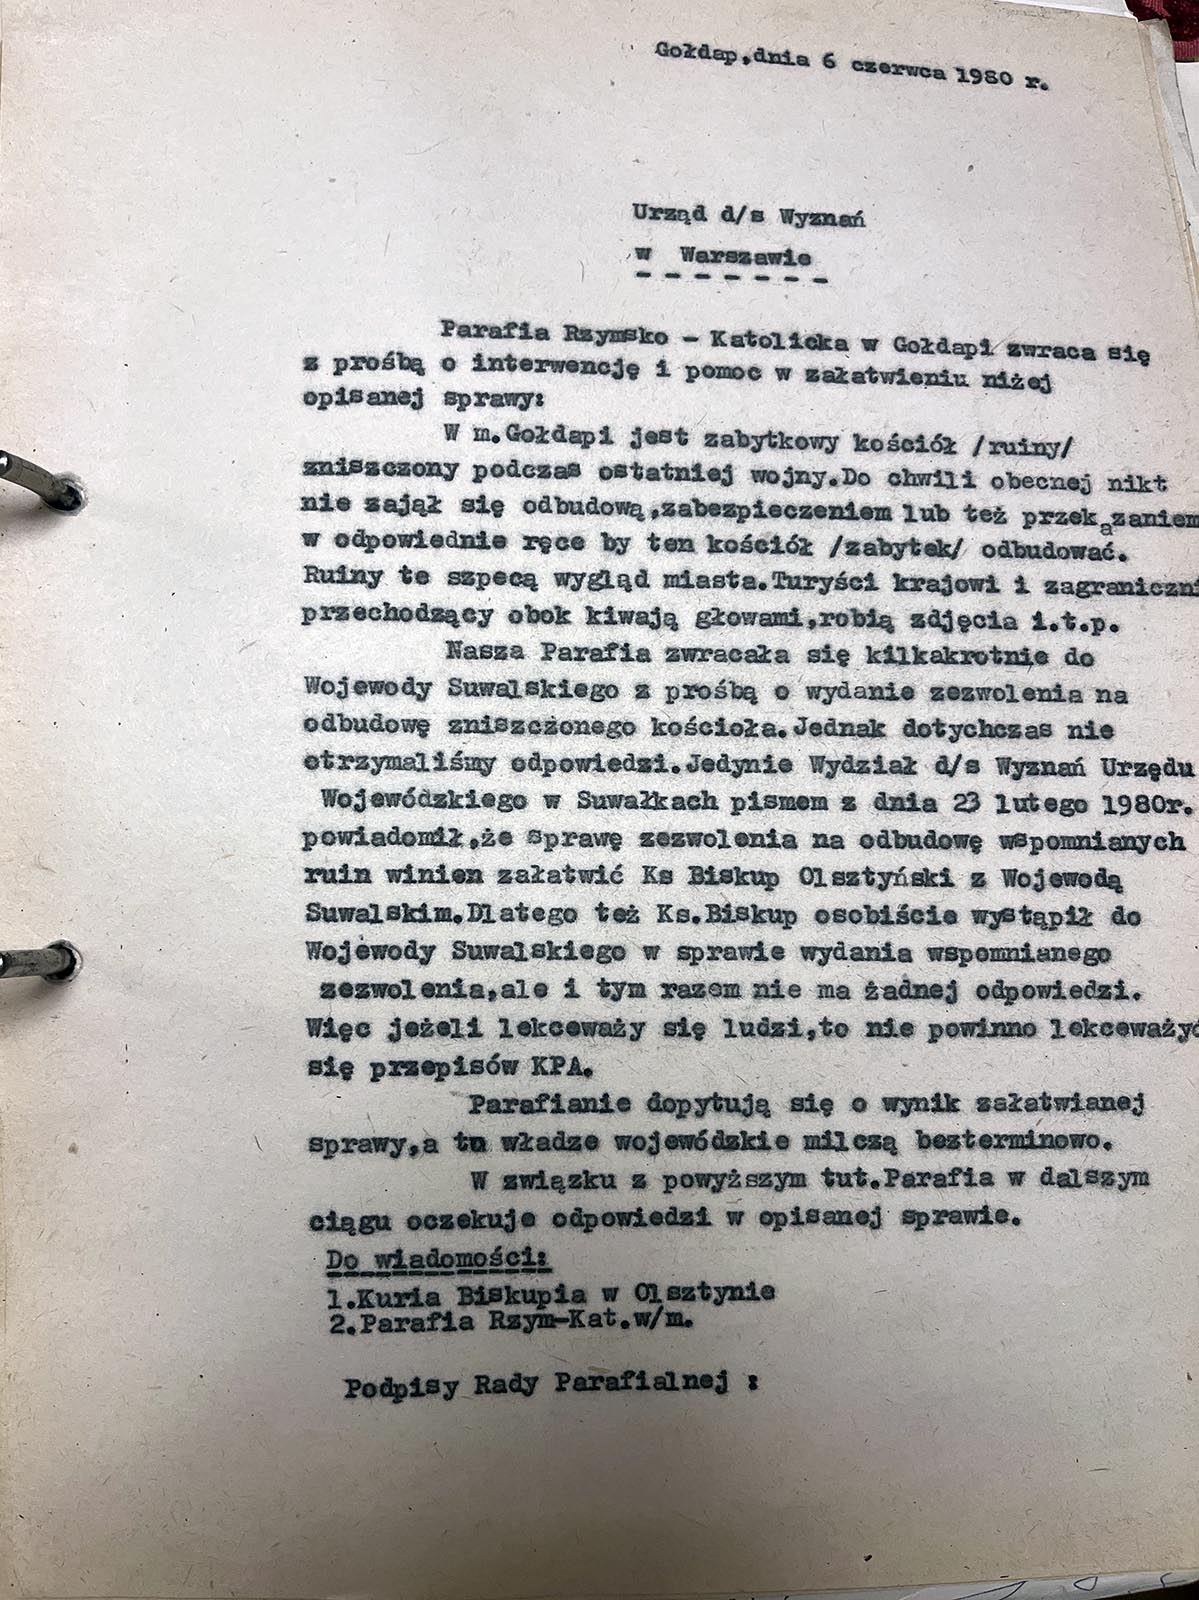 Gołdap,dnia 6 czerwca 1980 r.
Urząd d/s Wyznań
w Warszawie
- - - - - - -
Parafia Rzymsko - Katolicka w Gołdapi zwraca się
z prośbą o interwencję i pomoc w załatwieniu niżej
opisanej sprawy:
W m.Gołdapi jest zabytkowy kościół /ruiny/
zniszczony podczas ostatniej wojny.Do chwili obecnej nikt
nie zajął się odbudową,zabezpieczeniem lub też przekazaniem
w odpowiednie ręce by ten kościół /zabytek/ odbudować.
Ruiny te szpecą wygląd miasta.Turyści krajowi i zagraniczni
przechodzący obok kiwają głowami,robią zdjęcia i.t.p.
Nasza Parafia zwracała się kilkakrotnie do
Wojewody Suwalskiego z prośbą o wydanie zezwolenia na
odbudowę zniszczżonego kościoła.Jednak dotychczas nie
otrzymaliśmy odpowiedzi.Jedynie Wydział d/s Wyznań Urzędu
Wojewódzkiego w Suwałkach pismem z dnia 23 lutego 1980r.
powiadomił,że sprawę zezwolenia na odbudowę wspomnianych
ruin winien załatwić Ks Biskup Olsztyński z Wojewodą
Suwalskim.Dlatego też Ks.Biskup osobiście wystąpił do
Wojewody Suwalskiego w sprawie wydania wspomnianego
zezwolenia,ale i tym razem nie ma żadnej odpowiedzi.
Więc jeżeli lekceważy się ludzi,to nie powinno lekceważyć
się przepisów KPA.
Parafianie dopytują się o wynik załatwianej
sprawy,a tu władze wojewódzkie milczą bezterminowo.
W związku z powyższym tut.Parafia w dalszym
ciągu oczekuje odpowiedzi w opisanej sprawie.
Do wiadomości:
1.Kuria Biskupia w Olsztynie
2.Parafia Rzym-Kat.w/m.
Podpisy Rady Parafialnej :